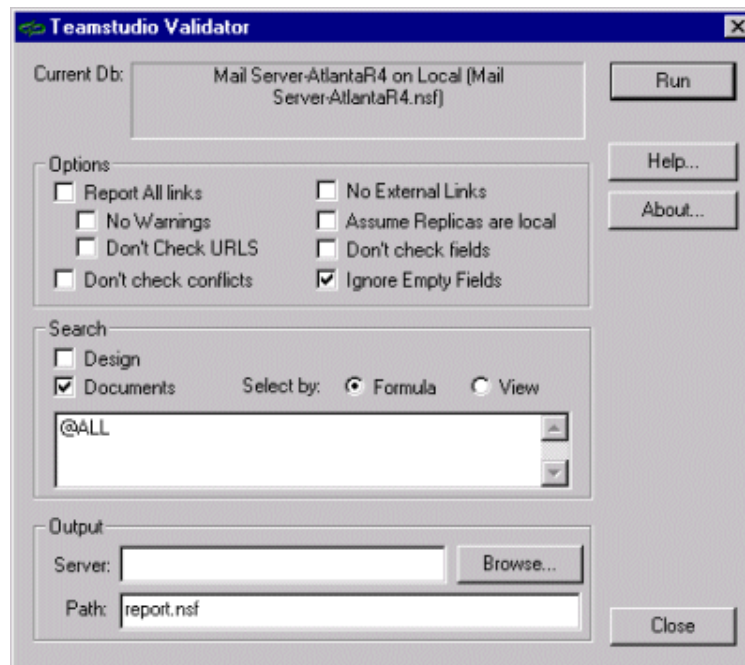 Teamstudio Validator
Current Db:
Mail Server-AtlantaR4 on Local (Mail
Server-AtlantaR4.nsf)
Run
Help...
About...
Options
Report All links
No External Links
No Warnings
Assume Replicas are local
Don't Check URLS
Don't check fields
Don't check conflicts
Ignore Empty Fields
Search
Design
Documents
Select by:
Formula
View
@ALL
Output
Server:
Browse...
Path:
report.nsf
Close